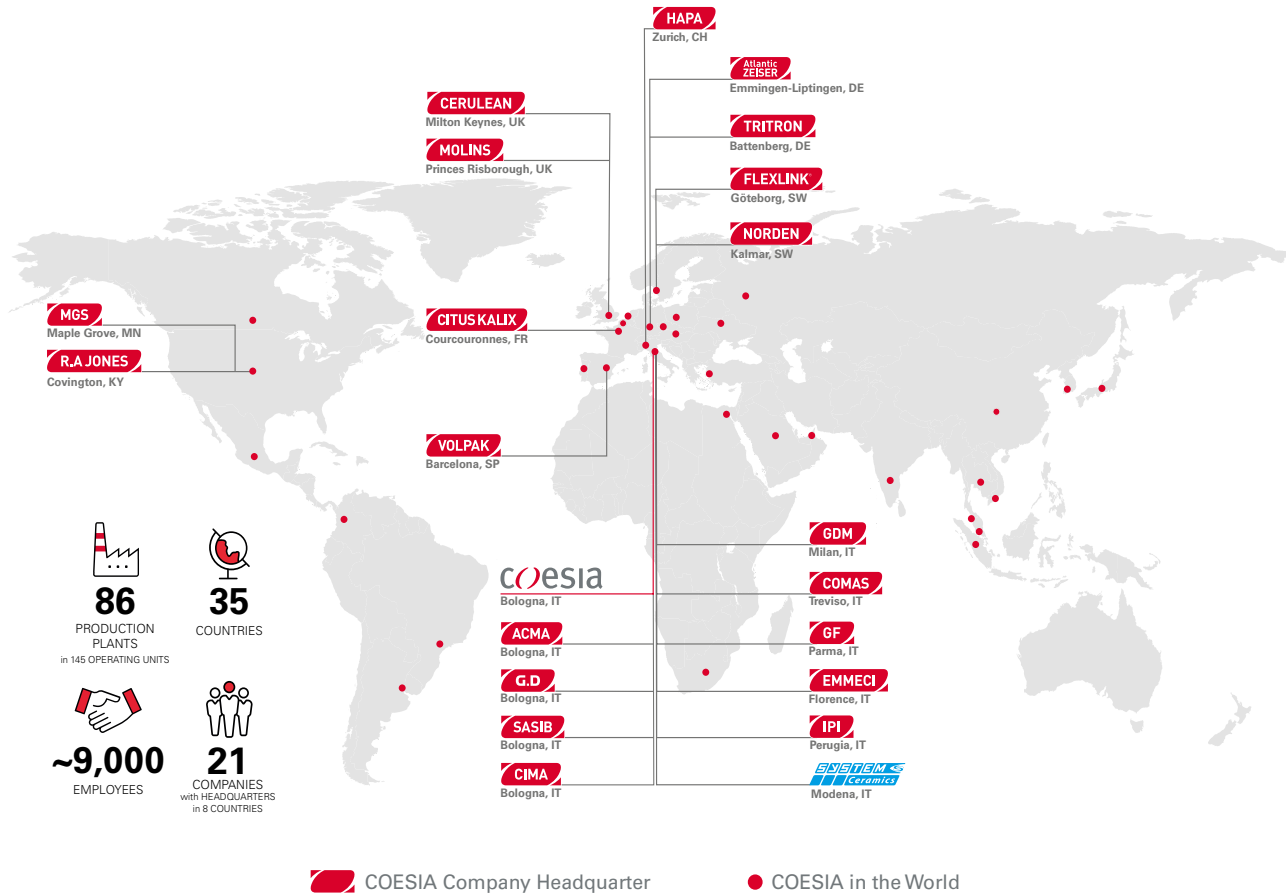 HAPA
Zurich, CH
Atlantic
ZEISER
Emmingen-Liptingen, DE
CERULEAN
Milton Keynes, UK
TRITRON
Battenberg, DE
MOLINS
Princes Risborough, UK
FLEXLINK
Göteborg, SW
NORDEN
Kalmar, SW
MGS
Maple Grove, MN
CITUS KALIX
Courcouronnes, FR
R.A JONES
Covington, KY
VOLPAK
Barcelona, SP
86
PRODUCTION
PLANTS
in 145 OPERATING UNITS
35
COUNTRIES
~9,000
EMPLOYEES
21
COMPANIES
with HEADQUARTERS
in 8 COUNTRIES
coesia
Bologna, IT
ACMA
Bologna, IT
G.D
Bologna, IT
SASIB
Bologna, IT
CIMA
Bologna, IT
GDM
Milan, IT
COMAS
Treviso, IT
GF
Parma, IT
EMMECI
Florence, IT
IPI
Perugia, IT
SYSTEM
Ceramics
Modena, IT
COESIA Company Headquarter
COESIA in the World